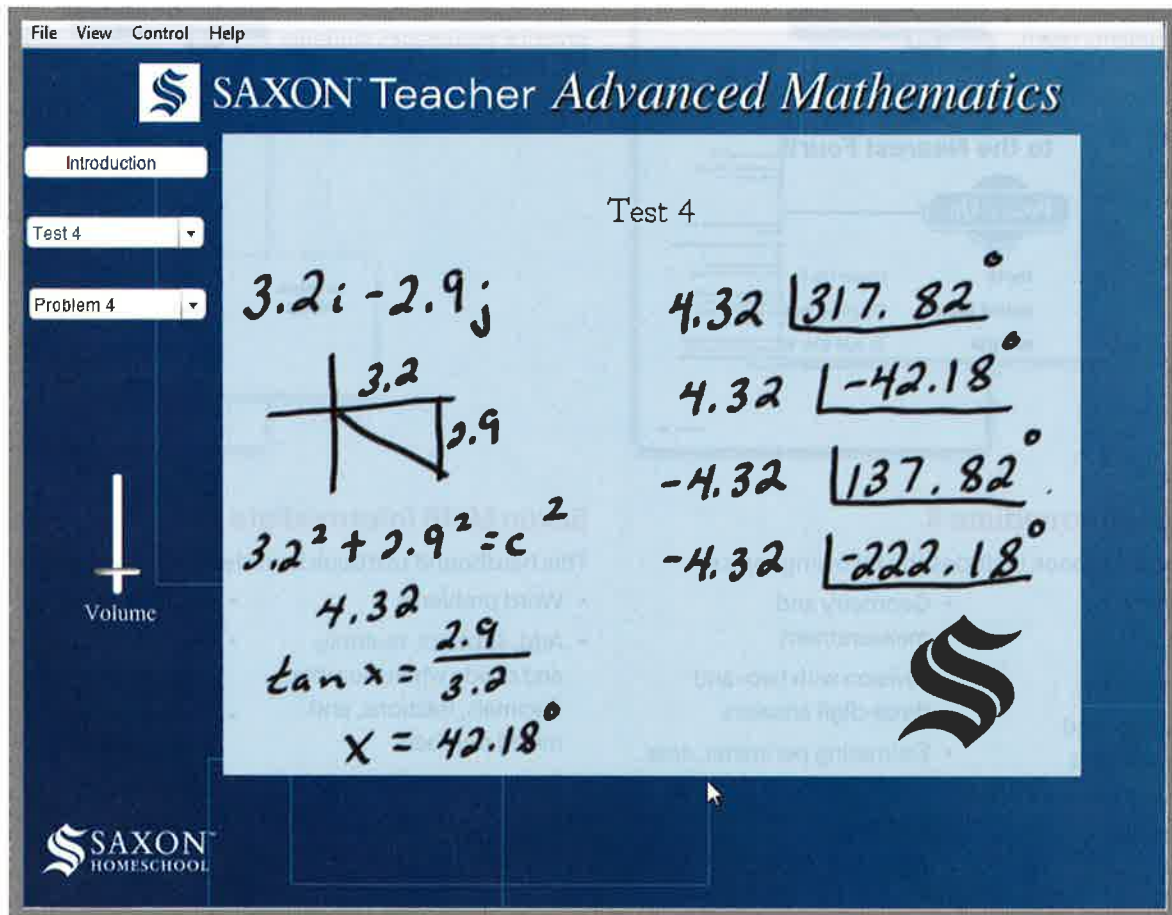 File View Control Help
S SAXON™ Teacher Advanced Mathematics
Introduction
Test 4
Problem 4
Volume
Test 4
3.2i - 2.9j
3.2
2.9
3.2² + 2.9² = c²
4.32
tan x = 2.9/3.2
x = 42.18°
4.32 ⌊317.82°
4.32 ⌊-42.18°
-4.32 ⌊137.82°
-4.32 ⌊-222.18°
S
S SAXON™
HOMESCHOOL